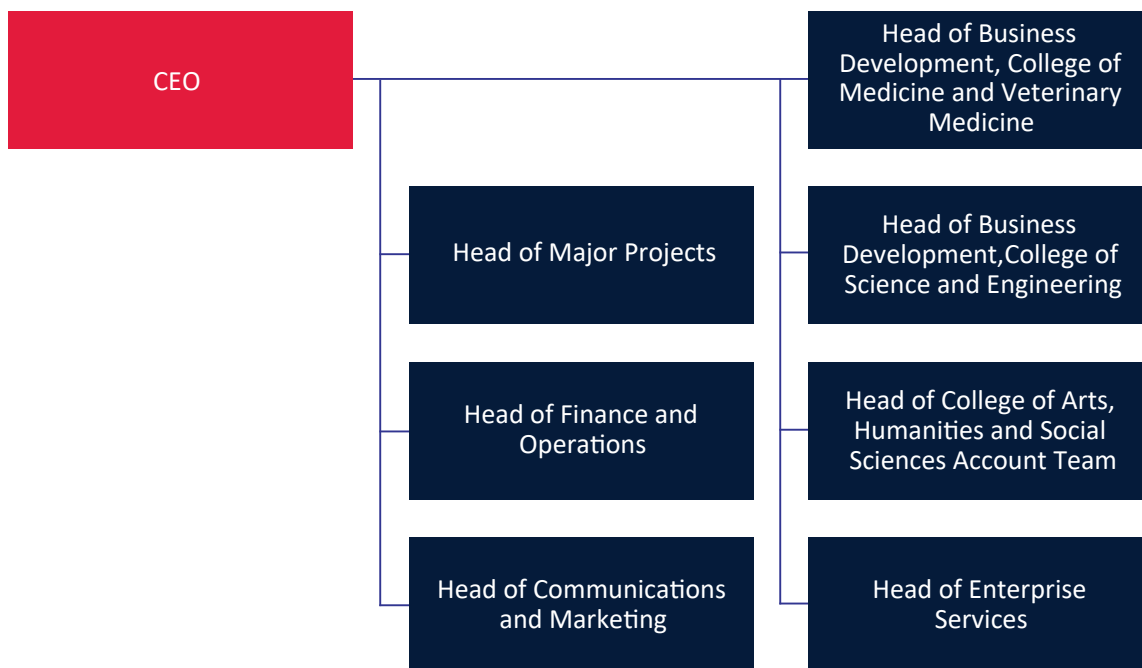 CEO
Head of Business
Development, College of
Medicine and Veterinary
Medicine
Head of Major Projects
Head of Business
Development,College of
Science and Engineering
Head of Finance and
Operations
Head of College of Arts,
Humanities and Social
Sciences Account Team
Head of Communications
and Marketing
Head of Enterprise
Services